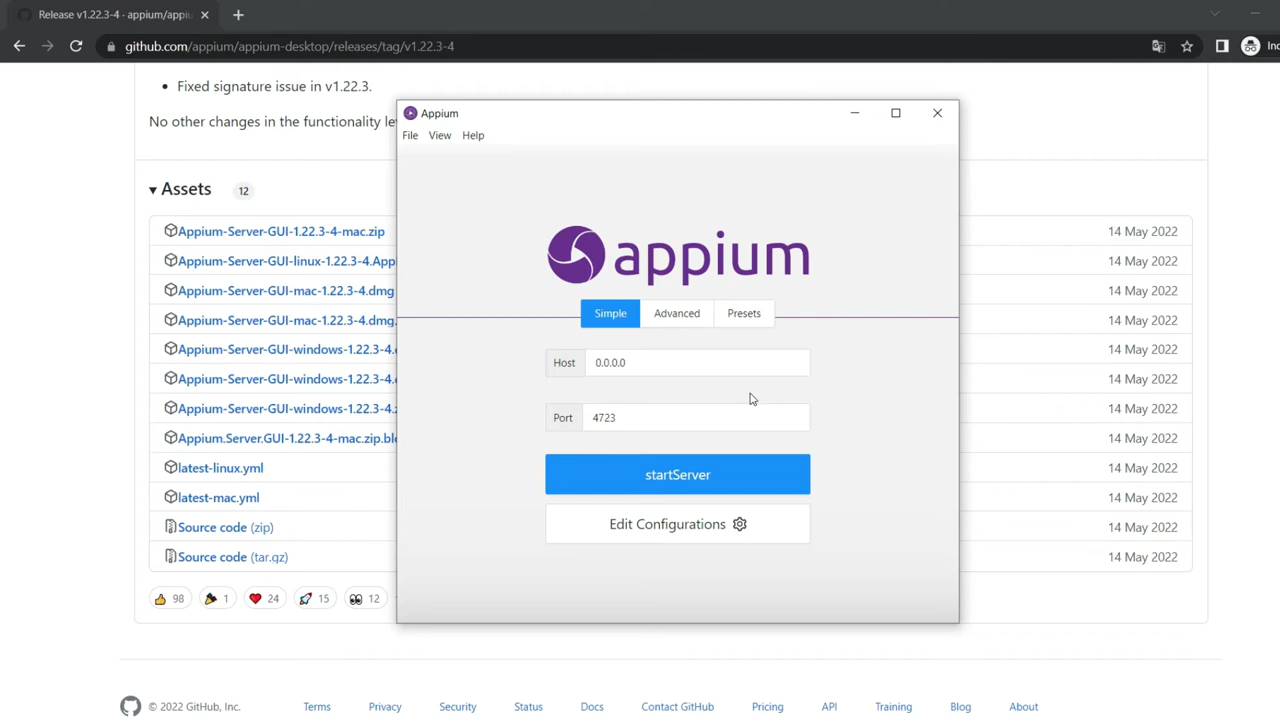 Release v1.22.3-4 · appium/appiu
github.com/appium/appium-desktop/releases/tag/v1.22.3-4
Fixed signature issue in v1.22.3.
No other changes in the functionality le
Assets 12
Appium-Server-GUI-1.22.3-4-mac.zip 14 May 2022
Appium-Server-GUI-linux-1.22.3-4.App 14 May 2022
Appium-Server-GUI-mac-1.22.3-4.dmg 14 May 2022
Appium-Server-GUI-mac-1.22.3-4.dmg. 14 May 2022
Appium-Server-GUI-windows-1.22.3-4. 14 May 2022
Appium-Server-GUI-windows-1.22.3-4. 14 May 2022
Appium-Server-GUI-windows-1.22.3-4. 14 May 2022
Appium.Server.GUI-1.22.3-4-mac.zip.bl 14 May 2022
latest-linux.yml 14 May 2022
latest-mac.yml 14 May 2022
Source code (zip) 14 May 2022
Source code (tar.gz) 14 May 2022
98 1 24 15 12
Appium
File View Help
appium
Simple Advanced Presets
Host 0.0.0.0
Port 4723
startServer
Edit Configurations
© 2022 GitHub, Inc. Terms Privacy Security Status Docs Contact GitHub Pricing API Training Blog About